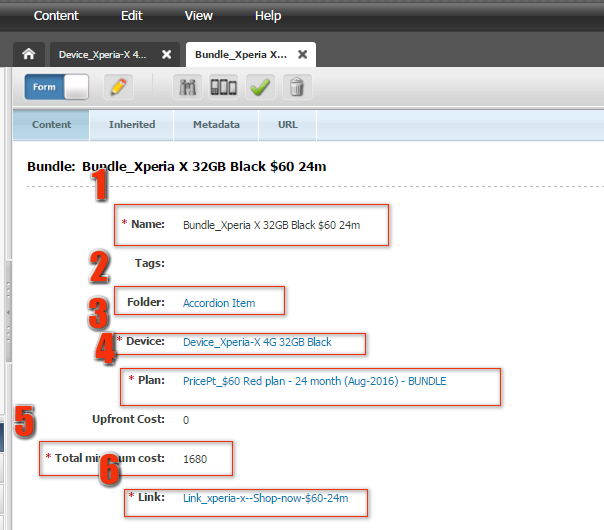 Content Edit View Help
Device_Xperia-X 4... Bundle_Xperia X...
Form
Content Inherited Metadata URL
Bundle: Bundle_Xperia X 32GB Black $60 24m
1
* Name: Bundle_Xperia X 32GB Black $60 24m
2
Tags:
3
Folder: Accordion Item
4
* Device: Device_Xperia-X 4G 32GB Black
* Plan: PricePt_$60 Red plan - 24 month (Aug-2016) - BUNDLE
5
Upfront Cost: 0
6
* Total minimum cost: 1680
* Link: Link_xperia-x--Shop-now-$60-24m